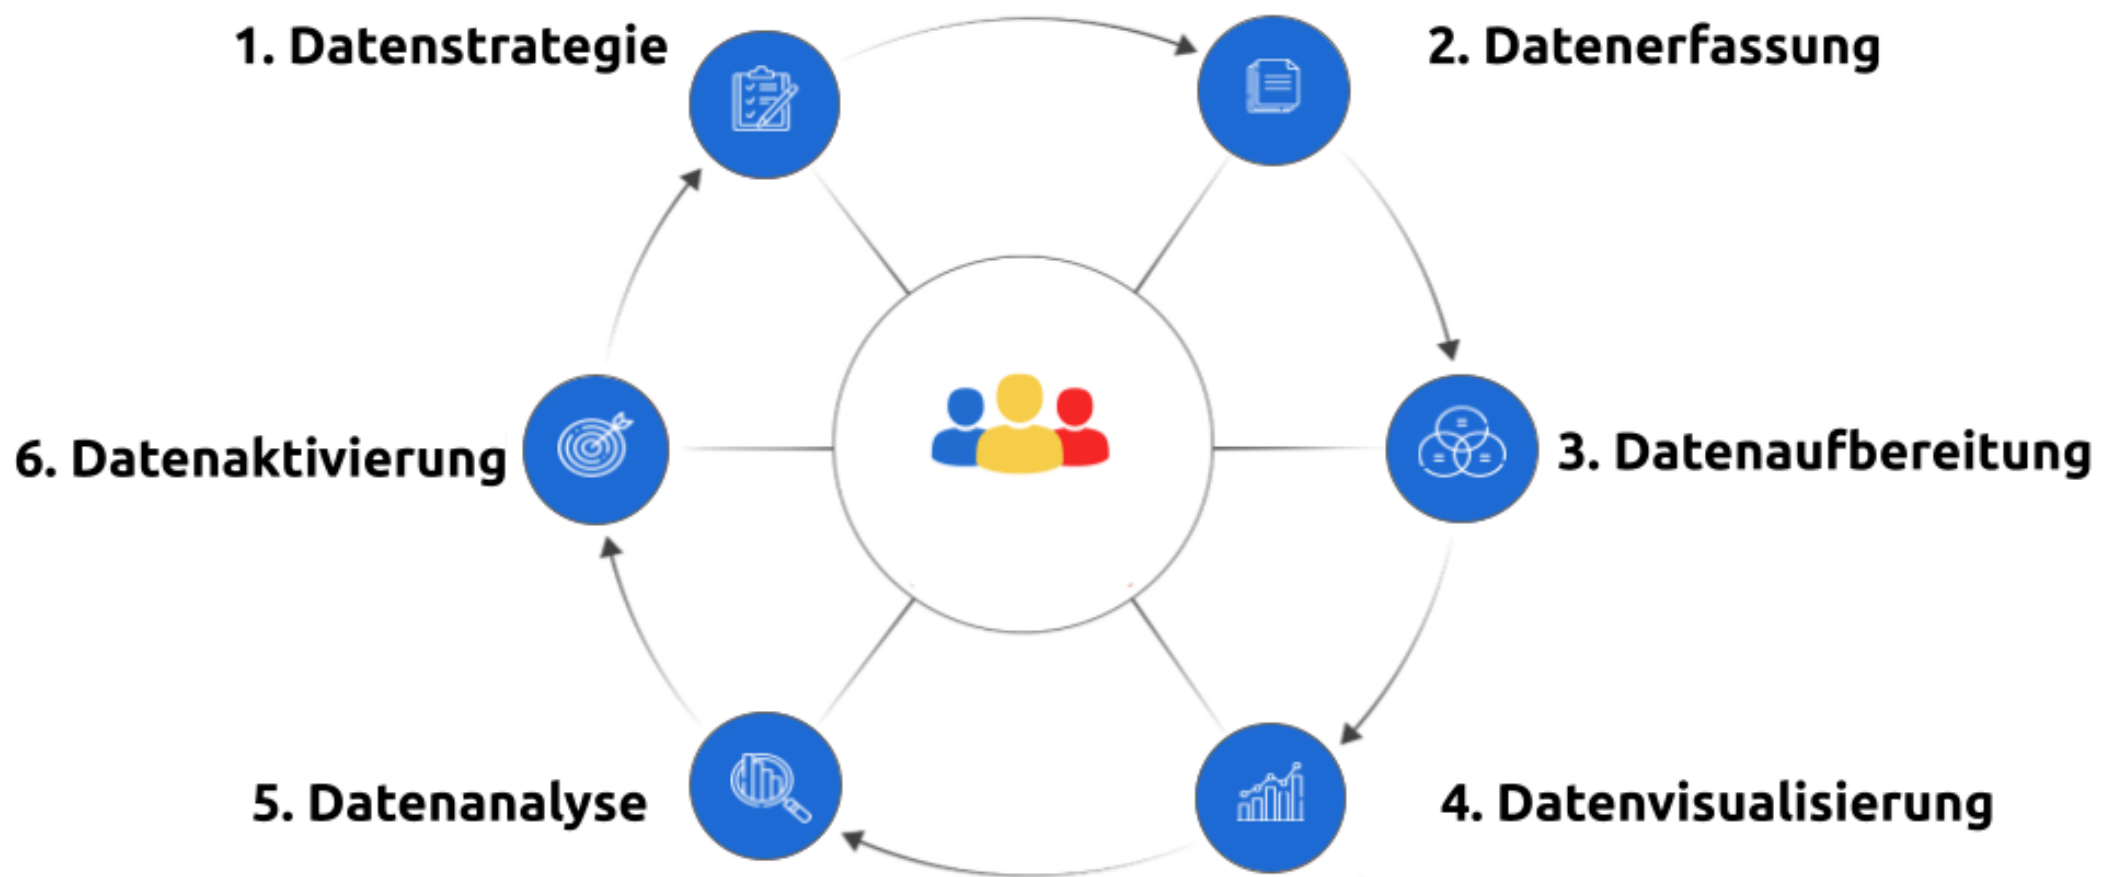 1. Datenstrategie
2. Datenerfassung
3. Datenaufbereitung
4. Datenvisualisierung
5. Datenanalyse
6. Datenaktivierung